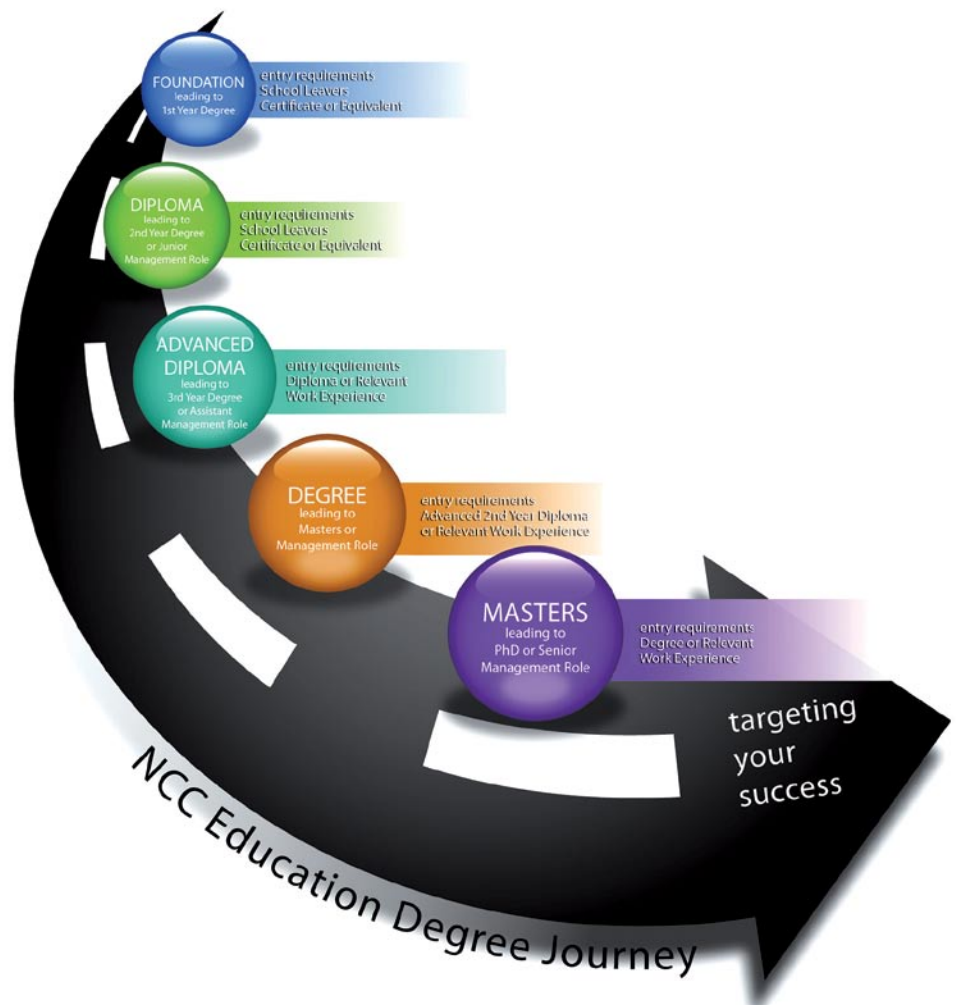 FOUNDATION
leading to
1st Year Degree
entry requirements
School Leavers
Certificate or Equivalent
DIPLOMA
leading to
2nd Year Degree
or Junior
Management Role
entry requirements
School Leavers
Certificate or Equivalent
ADVANCED
DIPLOMA
leading to
3rd Year Degree
or Assistant
Management Role
entry requirements
Diploma or Relevant
Work Experience
DEGREE
leading to
Masters or
Management Role
entry requirements
Advanced 2nd Year Diploma
or Relevant Work Experience
MASTERS
leading to
PhD or Senior
Management Role
entry requirements
Degree or Relevant
Work Experience
targeting
your
success
NCC Education Degree Journey